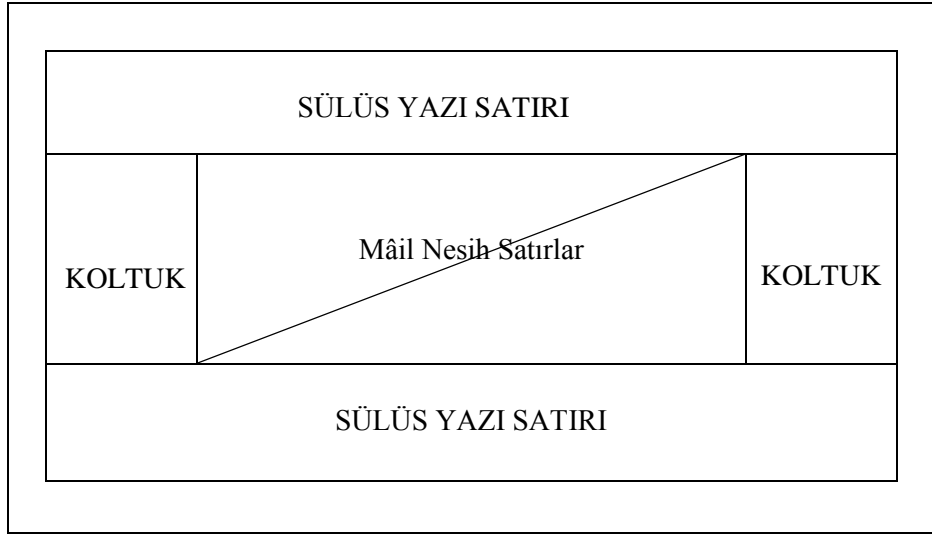 SÜLÜS YAZI SATIRI
Mâil Nesih Satırlar
KOLTUK
KOLTUK
SÜLÜS YAZI SATIRI